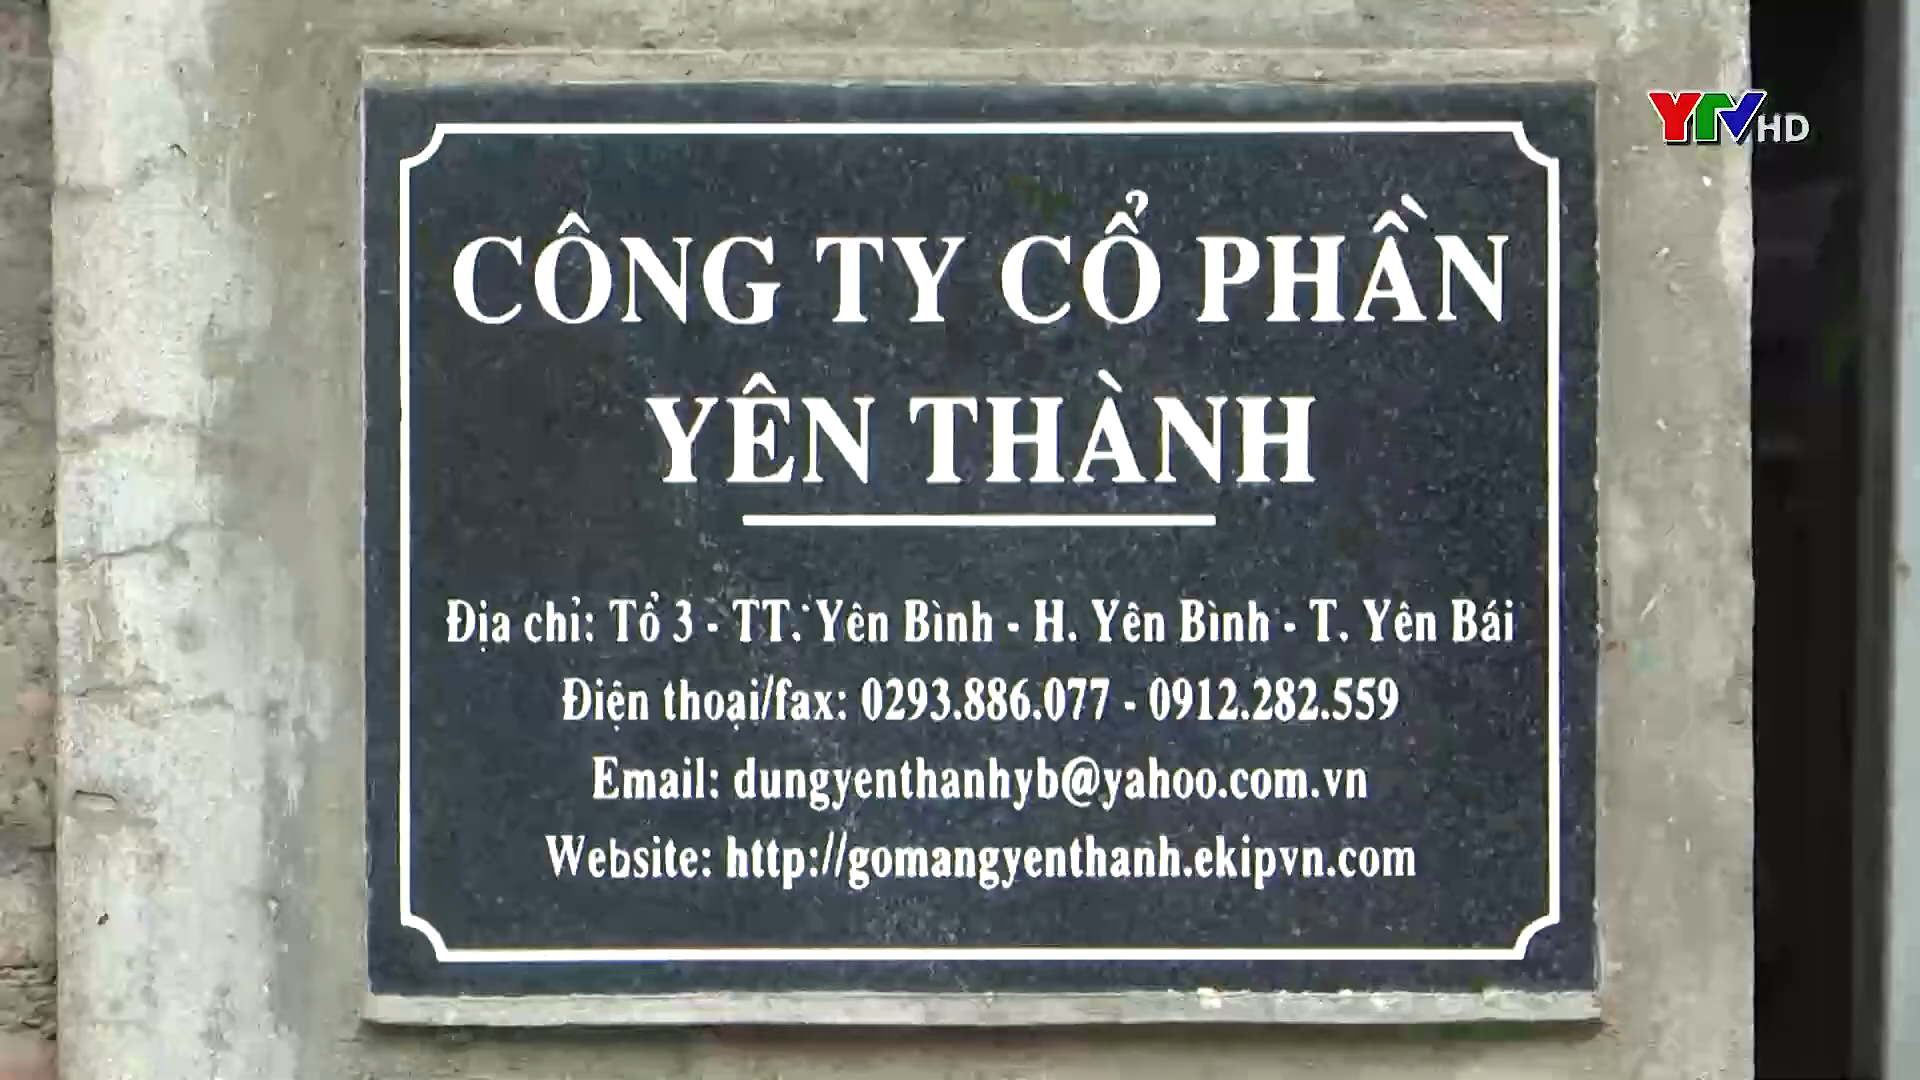 YTV HD
CÔNG TY CỔ PHẦN
YÊN THÀNH
Địa chỉ: Tổ 3 - TT. Yên Bình - H. Yên Bình - T. Yên Bái
Điện thoại/fax: 0293.886.077 - 0912.282.559
Email: dungyenthanhyb@yahoo.com.vn
Website: http://gomangyenthanh.ekipvn.com